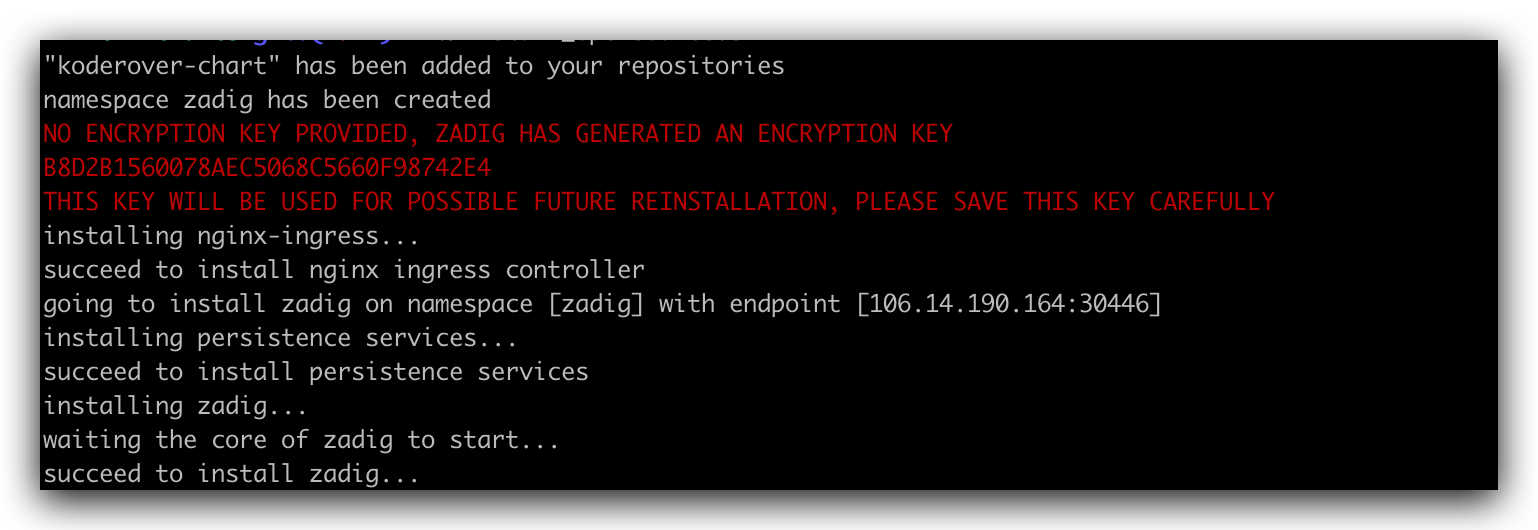 "koderover-chart" has been added to your repositories
namespace zadig has been created
NO ENCRYPTION KEY PROVIDED, ZADIG HAS GENERATED AN ENCRYPTION KEY
B8D2B1560078AEC5068C5660F98742E4
THIS KEY WILL BE USED FOR POSSIBLE FUTURE REINSTALLATION, PLEASE SAVE THIS KEY CAREFULLY
installing nginx-ingress...
succeed to install nginx ingress controller
going to install zadig on namespace [zadig] with endpoint [106.14.190.164:30446]
installing persistence services...
succeed to install persistence services
installing zadig...
waiting the core of zadig to start...
succeed to install zadig...